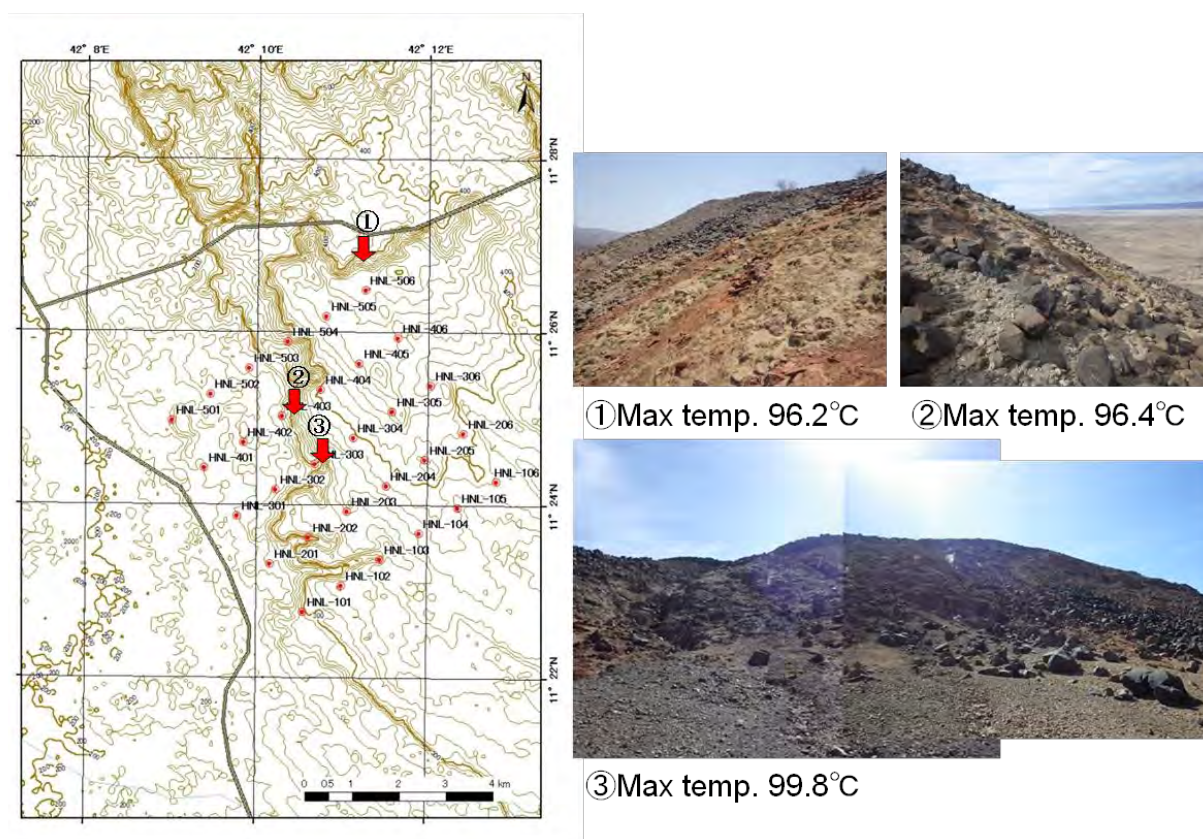 42° 8'E
42° 10'E
42° 12'E
N
11° 28'N
①
HNL-506
HNL-505
HNL-504
HNL-406
11° 26'N
HNL-503
HNL-405
②
HNL-404
HNL-306
HNL-502
HNL-305
HNL-501
③
HNL-304
HNL-206
HNL-402
HNL-205
HNL-401
HNL-106
HNL-302
HNL-204
HNL-105
11° 24'N
HNL-301
HNL-203
HNL-104
HNL-202
HNL-201
HNL-103
HNL-102
HNL-101
11° 22'N
0 0.5 1 2 3 4 km
①Max temp. 96.2℃
②Max temp. 96.4℃
③Max temp. 99.8℃